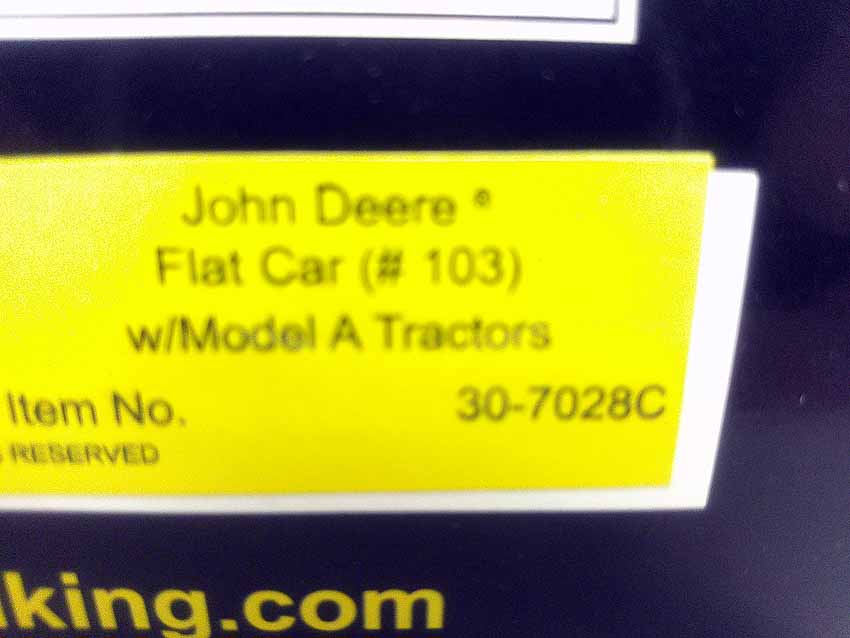 John Deere ®
Flat Car (# 103)
w/Model A Tractors
Item No. 30-7028C
RESERVED
king.com